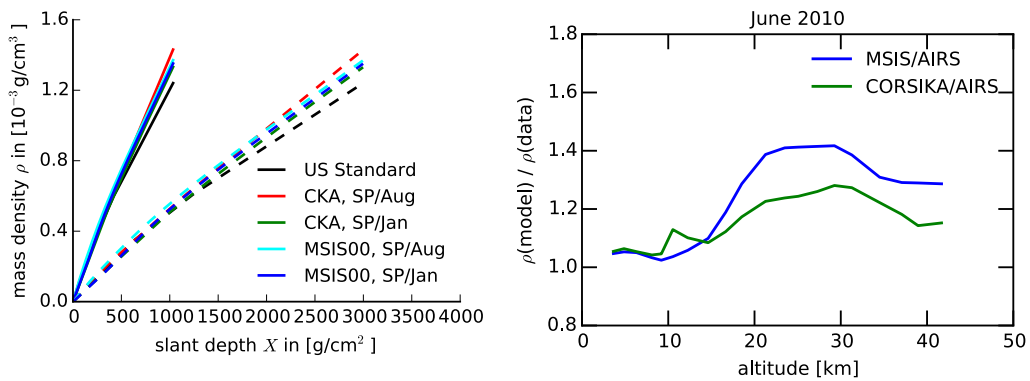 1.6
1.2
0.8
0.4
0.0
mass density ρ in [10⁻³ g/cm³ ]
0 500 1000 1500 2000 2500 3000 3500 4000
slant depth X in [g/cm² ]
US Standard
CKA, SP/Aug
CKA, SP/Jan
MSIS00, SP/Aug
MSIS00, SP/Jan
June 2010
1.8
1.6
1.4
1.2
1.0
0.8
ρ(model) / ρ(data)
MSIS/AIRS
CORSIKA/AIRS
0 10 20 30 40 50
altitude [km]